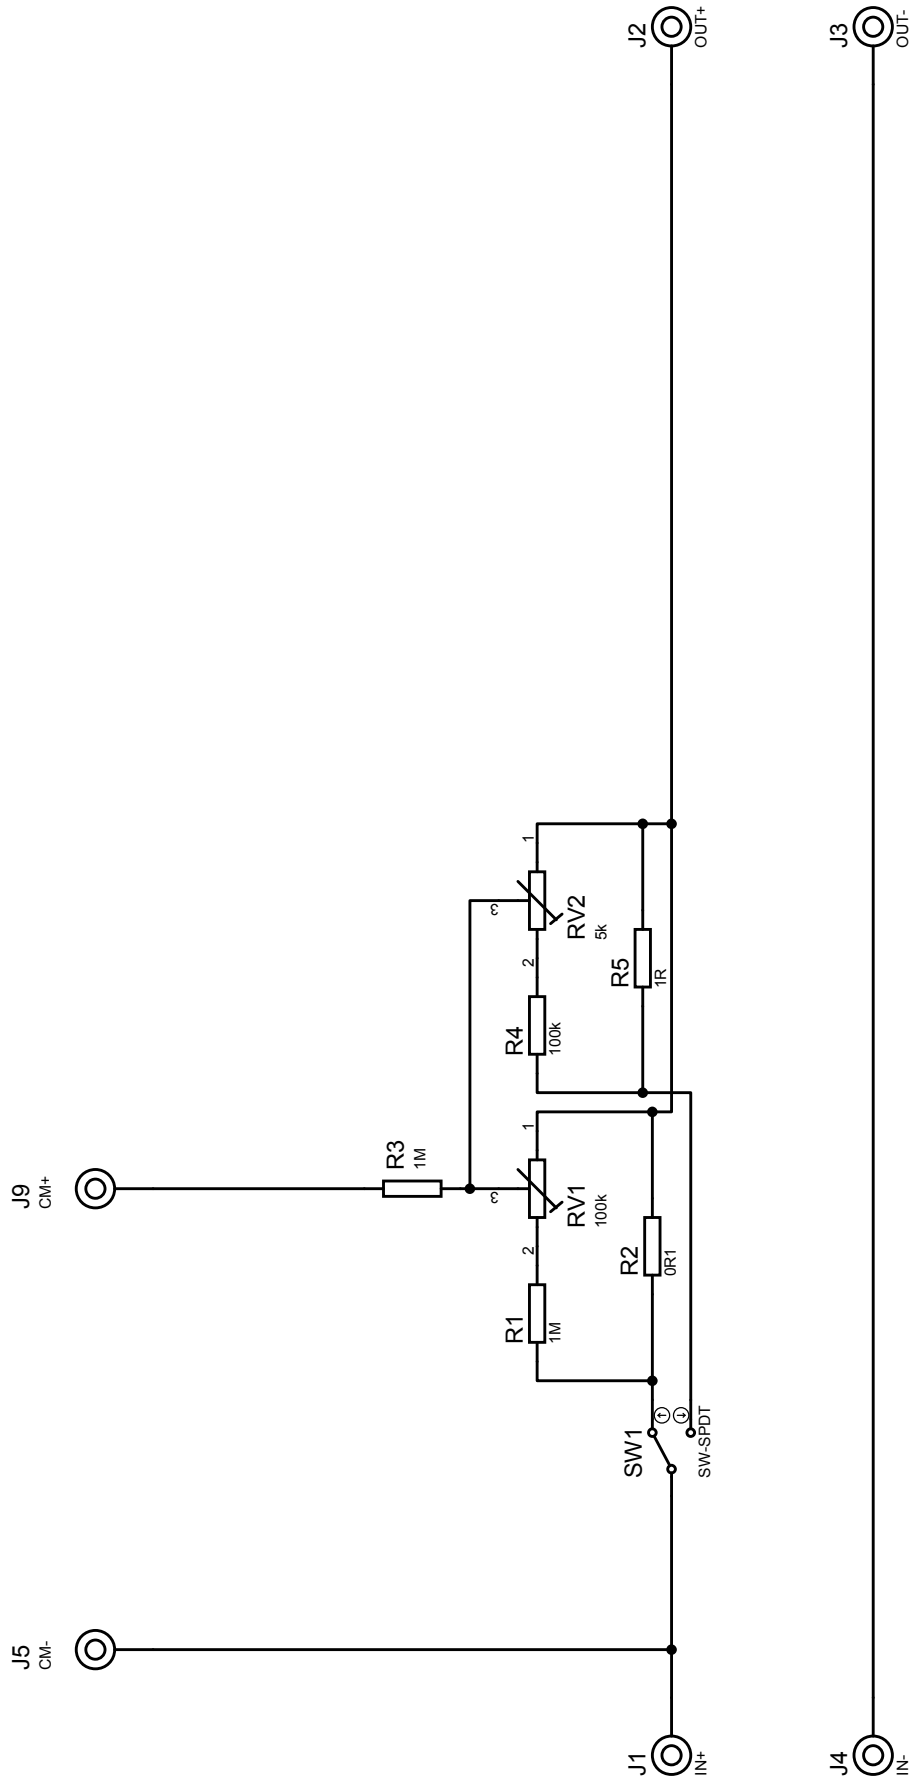 J5
CM-
J9
CM+
R3
1M
3
3
R1
1M
2
RV1
100k
1
R4
100k
2
RV2
5k
1
R2
0R1
R5
1R
SW1
↑
↓
SW-SPDT
J1
IN+
J2
OUT+
J4
IN-
J3
OUT-